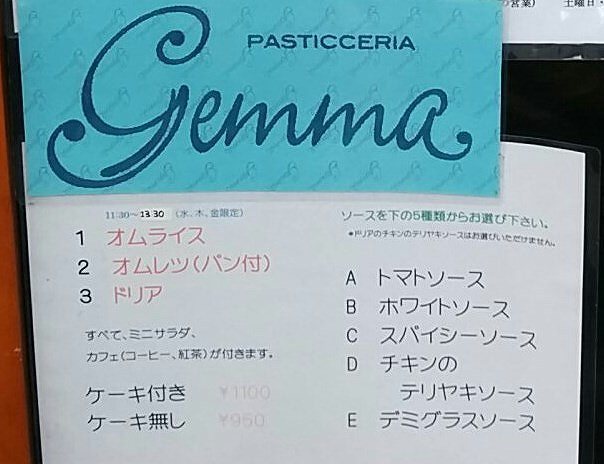 の営業)
土曜日・
PASTICCERIA
Gemma
11:30~13:30 (水、木、金限定)
1 オムライス
2 オムレツ(パン付)
3 ドリア
すべて、ミニサラダ、
カフェ(コーヒー、紅茶)が付きます。
ケーキ付き ¥1100
ケーキ無し ¥950
ソースを下の5種類からお選び下さい。
*ドリアのチキンのテリヤキソースはお選びいただけません。
A トマトソース
B ホワイトソース
C スパイシーソース
D チキンの
テリヤキソース
E デミグラスソース